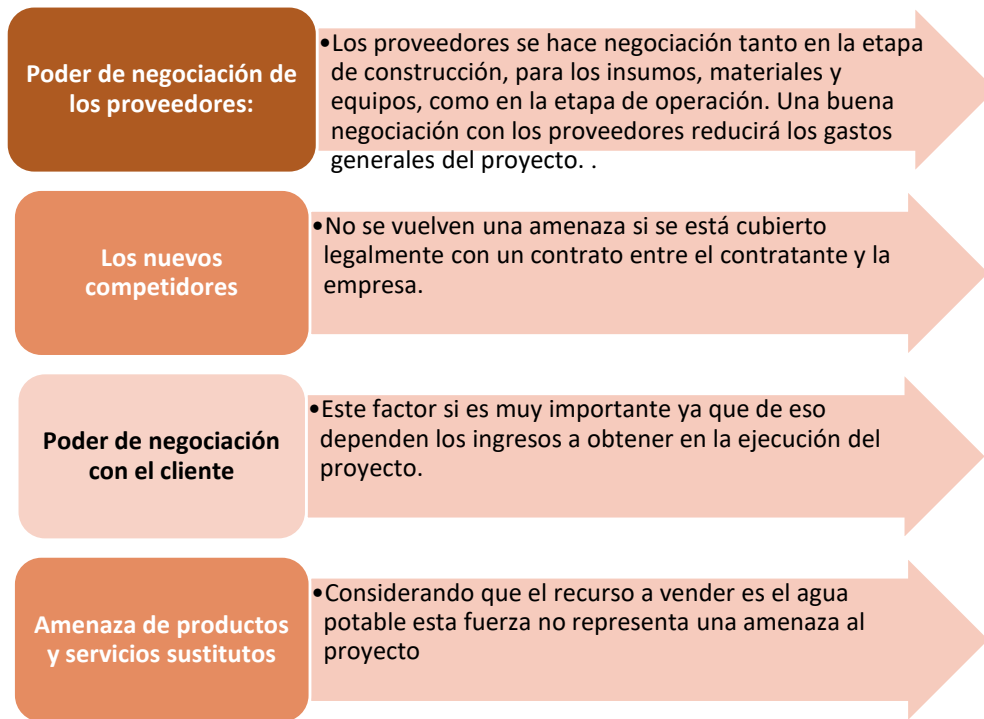 Poder de negociación de
los proveedores:
•Los proveedores se hace negociación tanto en la etapa
de construcción, para los insumos, materiales y
equipos, como en la etapa de operación. Una buena
negociación con los proveedores reducirá los gastos
generales del proyecto. .
Los nuevos
competidores
•No se vuelven una amenaza si se está cubierto
legalmente con un contrato entre el contratante y la
empresa.
Poder de negociación
con el cliente
•Este factor si es muy importante ya que de eso
dependen los ingresos a obtener en la ejecución del
proyecto.
Amenaza de productos
y servicios sustitutos
•Considerando que el recurso a vender es el agua
potable esta fuerza no representa una amenaza al
proyecto